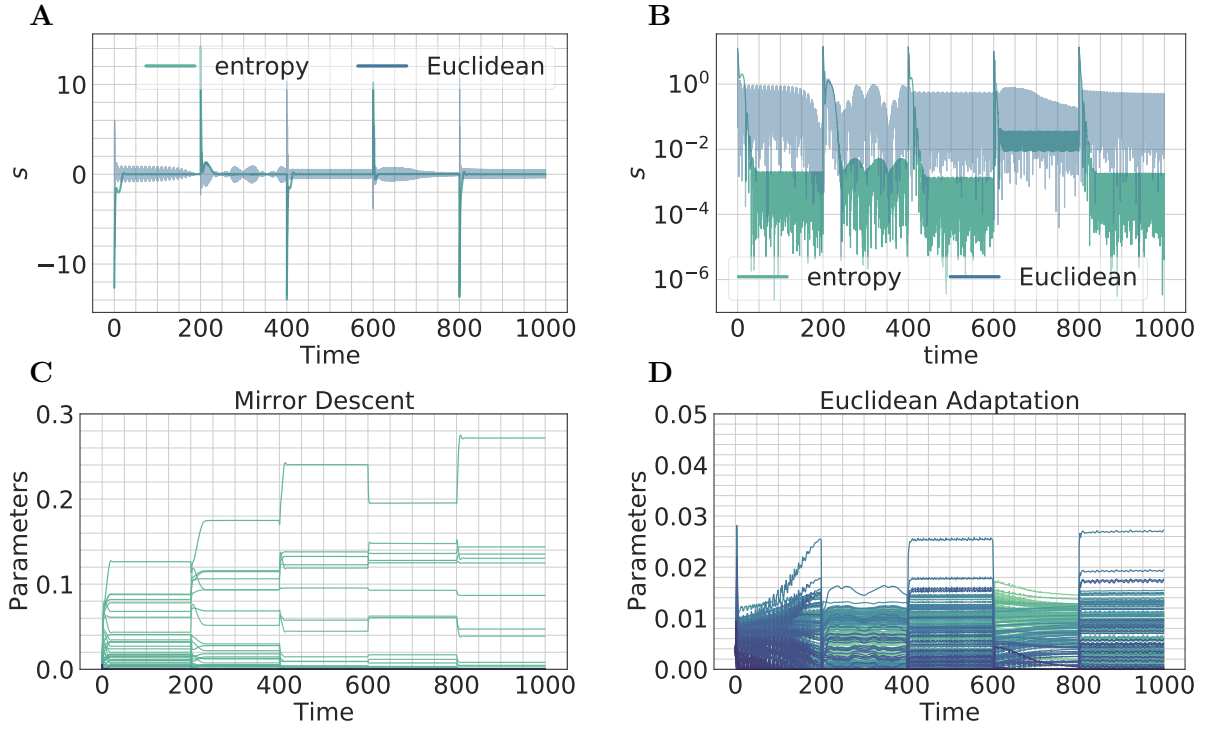 A
entropy
Euclidean
10
0
−10
s
0 200 400 600 800 1000
Time
B
10^0
10^-2
10^-4
10^-6
s
entropy
Euclidean
0 200 400 600 800 1000
time
C
Mirror Descent
0.3
0.2
0.1
0.0
Parameters
0 200 400 600 800 1000
Time
D
Euclidean Adaptation
0.05
0.04
0.03
0.02
0.01
0.00
Parameters
0 200 400 600 800 1000
Time